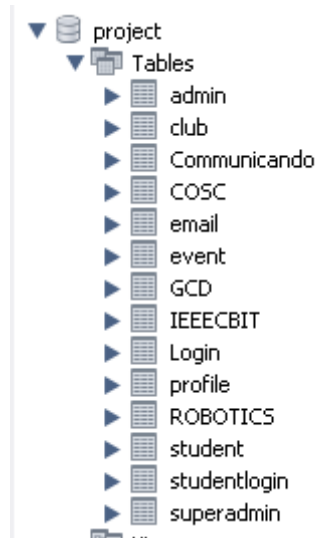 project
Tables
admin
club
Communicando
COSC
email
event
GCD
IEEECBIT
Login
profile
ROBOTICS
student
studentlogin
superadmin